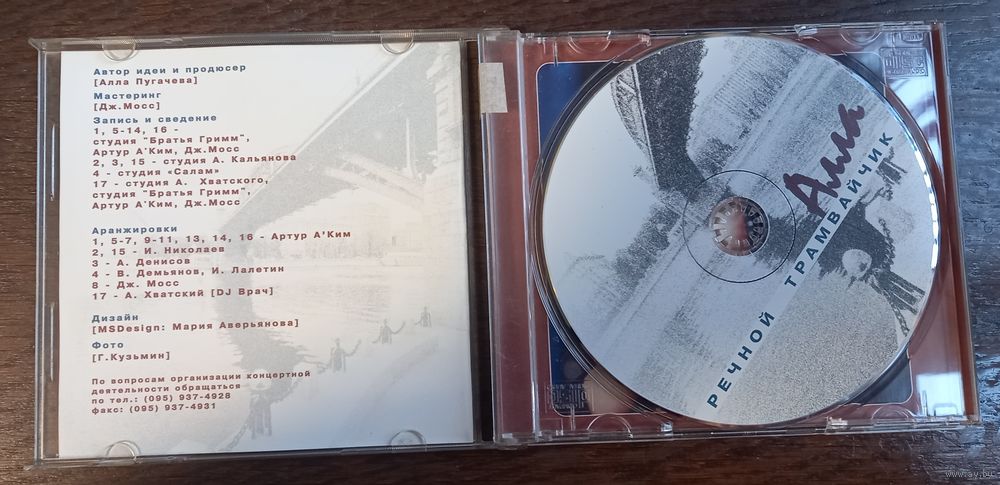 Автор идеи и продюсер
[Алла Пугачева]
Мастеринг
[Дж.Мосс]
Запись и сведение
1, 5-14, 16 -
студия "Братья Гримм",
Артур А'Ким, Дж.Мосс
2, 3, 15 - студия А. Кальянова
4 - студия «Салам»
17 - студия А. Хватского,
студия "Братья Гримм",
Артур А'Ким, Дж.Мосс
Аранжировки
1, 5-7, 9-11, 13, 14, 16 - Артур А'Ким
2, 15 - И. Николаев
3 - А. Денисов
4 - В. Демьянов, И. Лалетин
8 - Дж. Мосс
17 - А. Хватский [DJ Врач]
Дизайн
[MSDesign: Мария Аверьянова]
Фото
[Г.Кузьмин]
По вопросам организации концертной
деятельности обращаться
по тел.: (095) 937-4928
факс: (095) 937-4931
Алла
РЕЧНОЙ ТРАМВАЙЧИК
www.ay.by